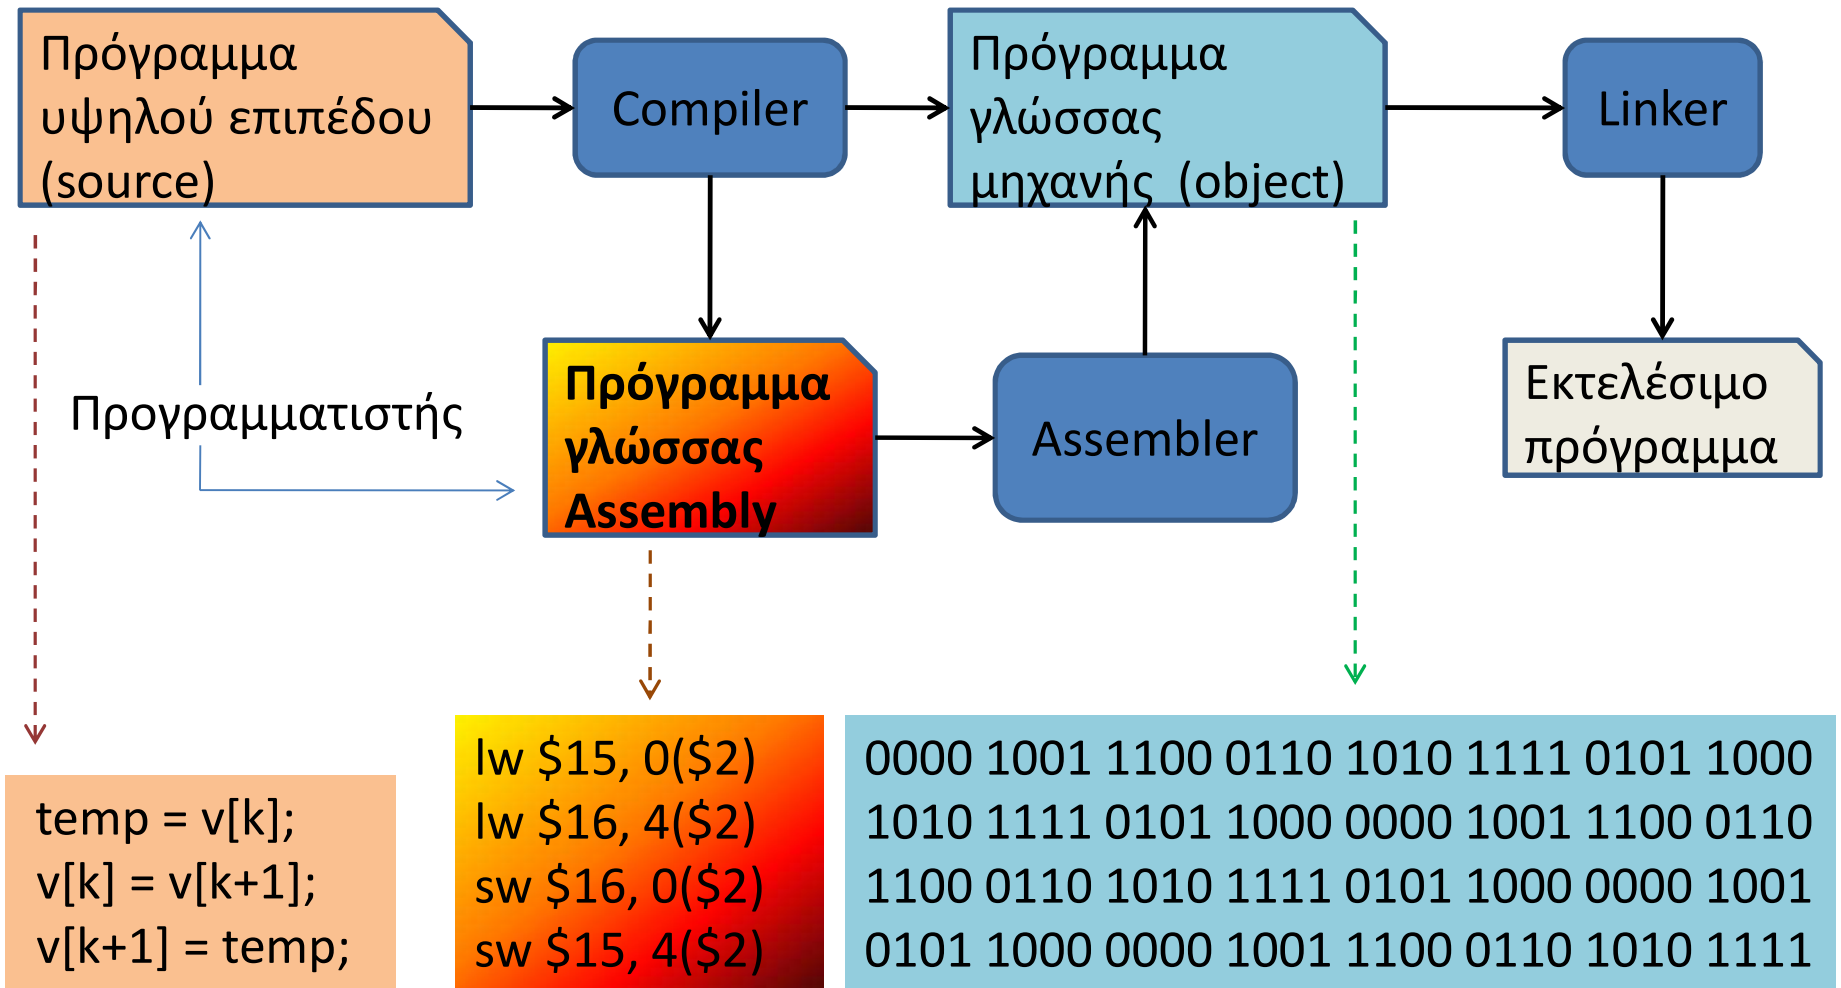 Πρόγραμμα
υψηλού επιπέδου
(source)
Compiler
Πρόγραμμα
γλώσσας
μηχανής (object)
Linker
Προγραμματιστής
Πρόγραμμα
γλώσσας
Assembly
Assembler
Εκτελέσιμο
πρόγραμμα
temp = v[k];
v[k] = v[k+1];
v[k+1] = temp;
lw $15, 0($2)
lw $16, 4($2)
sw $16, 0($2)
sw $15, 4($2)
0000 1001 1100 0110 1010 1111 0101 1000
1010 1111 0101 1000 0000 1001 1100 0110
1100 0110 1010 1111 0101 1000 0000 1001
0101 1000 0000 1001 1100 0110 1010 1111